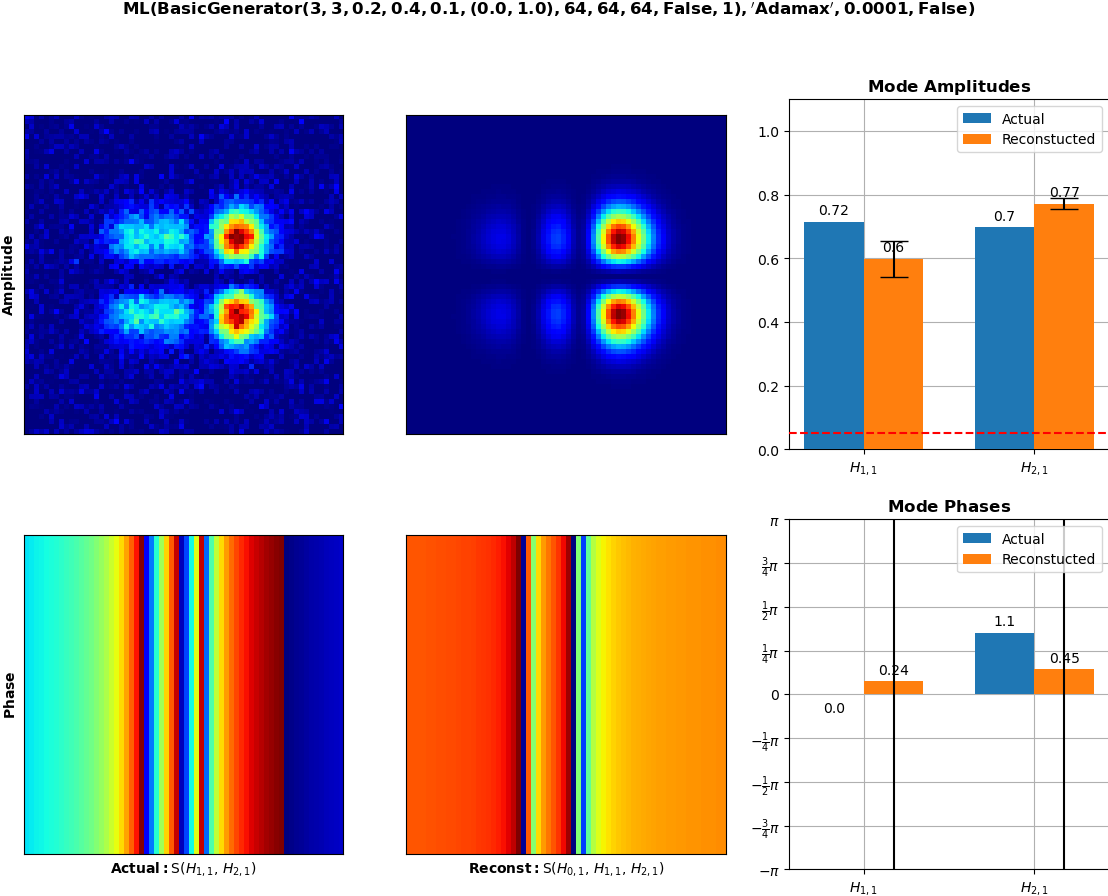 ML(BasicGenerator(3, 3, 0.2, 0.4, 0.1, (0.0, 1.0), 64, 64, 64, False, 1), 'Adamax', 0.0001, False)
Amplitude
Mode Amplitudes
Actual
Reconstucted
1.0
0.8
0.6
0.4
0.2
0.0
0.72
0.6
0.7
0.77
H1,1
H2,1
Phase
Actual: S(H1,1, H2,1)
Reconst: S(H0,1, H1,1, H2,1)
Mode Phases
Actual
Reconstucted
π
3/4π
1/2π
1/4π
0
−1/4π
−1/2π
−3/4π
−π
0.0
0.24
1.1
0.45
H1,1
H2,1